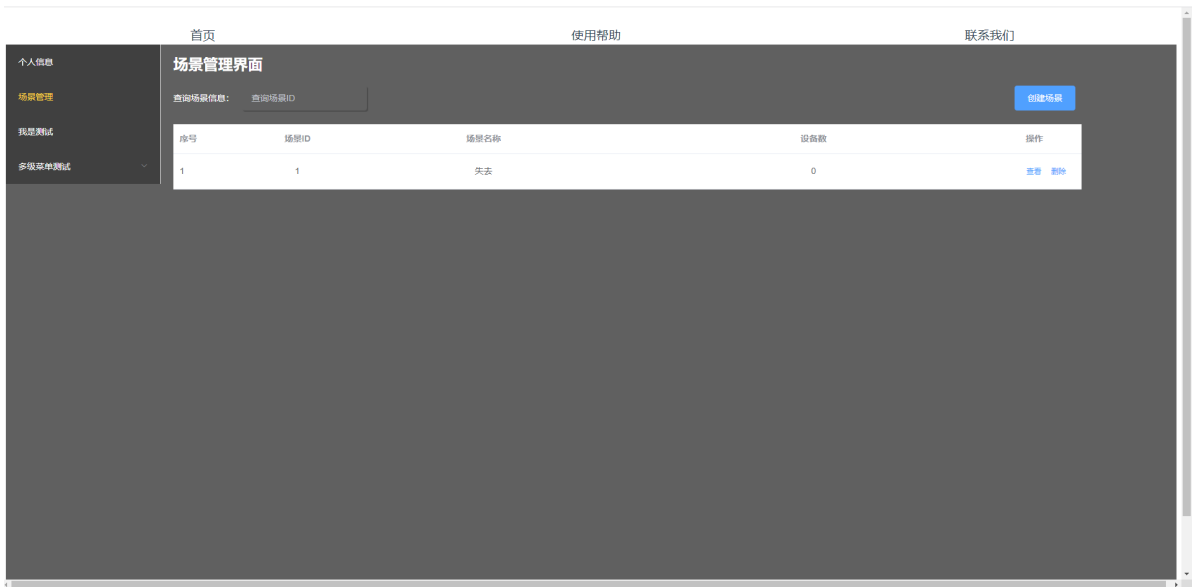 首页 使用帮助 联系我们
个人信息
场景管理
我是测试
多级菜单测试
场景管理界面
查询场景信息： 查询场景ID 创建场景
序号 场景ID 场景名称 设备数 操作
1 1 失去 0 查看 删除